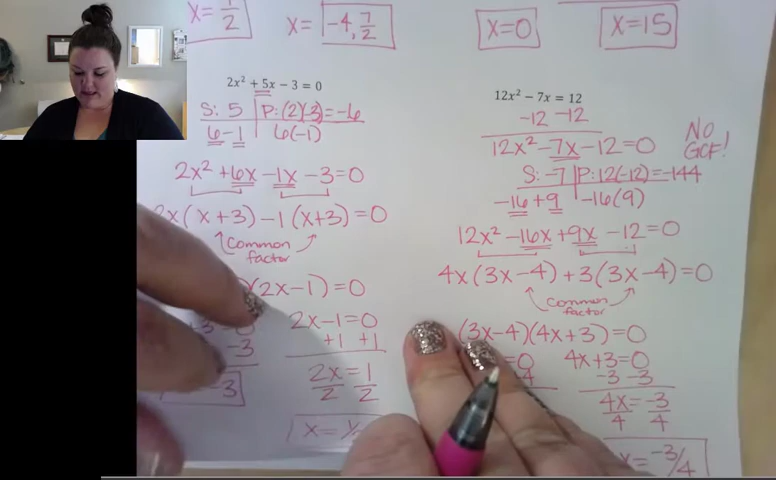 x = 1/2
x = -4, 7/2
x=0
x=15
2x² + 5x − 3 = 0
S: 5 | P: (2)(3)=-6
6 -1 | 6(-1)
2x² +6x -1x -3=0
2x(x+3) -1(x+3)=0
Common
factor
(2x-1)=0
2x-1=0
+1 +1
-3
2x=1
2 2
-3
x=1/
12x² − 7x = 12
-12 -12
12x²-7x-12=0
NO
GCF!
S: -7 | P: 12(-12)=-144
-16 +9 | -16(9)
12x² -16x +9x -12=0
4x(3x-4)+3(3x-4)=0
Common
factor
(3x-4)(4x+3)=0
=0 4x+3=0
4 -3 -3
4x=-3
4 4
x=-3/4